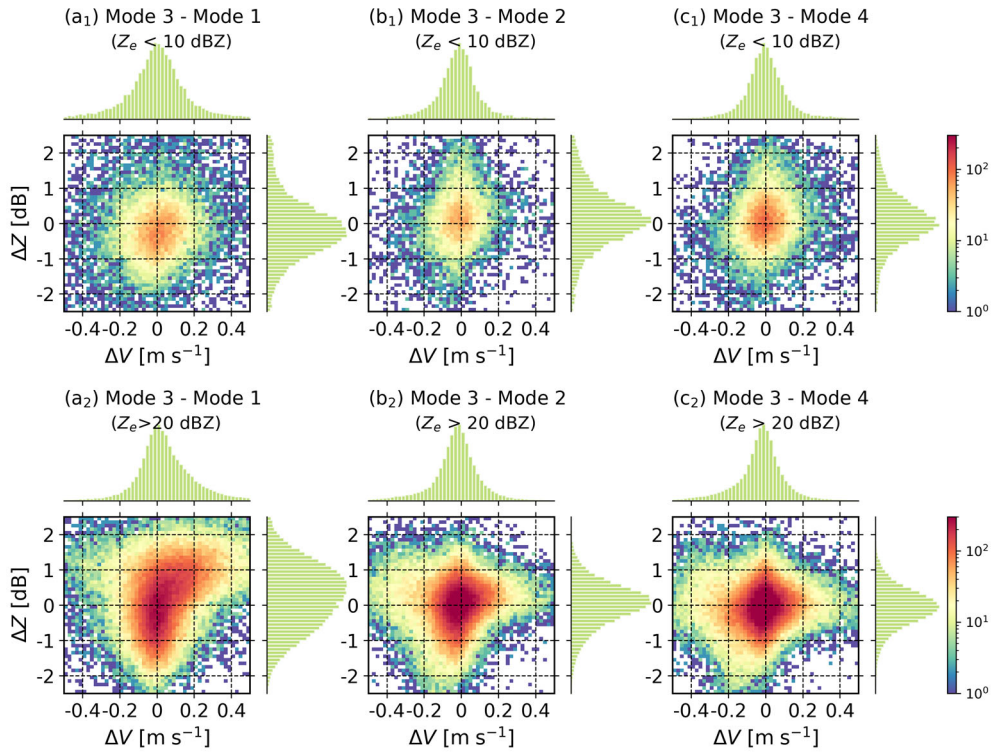 (a₁) Mode 3 - Mode 1 (b₁) Mode 3 - Mode 2 (c₁) Mode 3 - Mode 4
(Zₑ < 10 dBZ) (Zₑ < 10 dBZ) (Zₑ < 10 dBZ)
2 2 2
10²
1 1 1
ΔZ [dB] 0 0 0
10¹
-1 -1 -1
-2 -2 -2
10⁰
-0.4 -0.2 0 0.2 0.4 -0.4 -0.2 0 0.2 0.4 -0.4 -0.2 0 0.2 0.4
ΔV [m s⁻¹] ΔV [m s⁻¹] ΔV [m s⁻¹]
(a₂) Mode 3 - Mode 1 (b₂) Mode 3 - Mode 2 (c₂) Mode 3 - Mode 4
(Zₑ>20 dBZ) (Zₑ > 20 dBZ) (Zₑ > 20 dBZ)
2 2 2
10²
1 1 1
ΔZ [dB] 0 0 0
10¹
-1 -1 -1
-2 -2 -2
10⁰
-0.4 -0.2 0 0.2 0.4 -0.4 -0.2 0 0.2 0.4 -0.4 -0.2 0 0.2 0.4
ΔV [m s⁻¹] ΔV [m s⁻¹] ΔV [m s⁻¹]